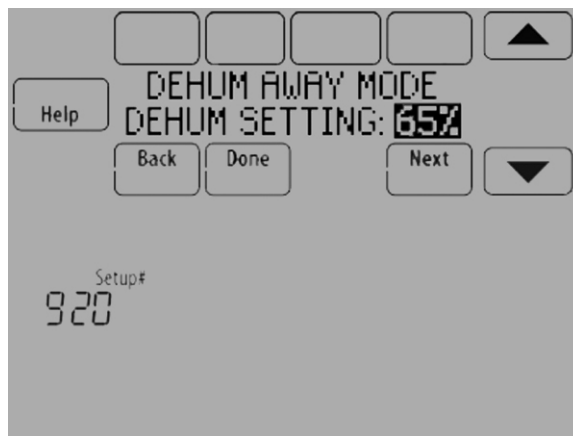 DEHUM AWAY MODE
Help
DEHUM SETTING: 65%
Back Done Next
Setup#
920